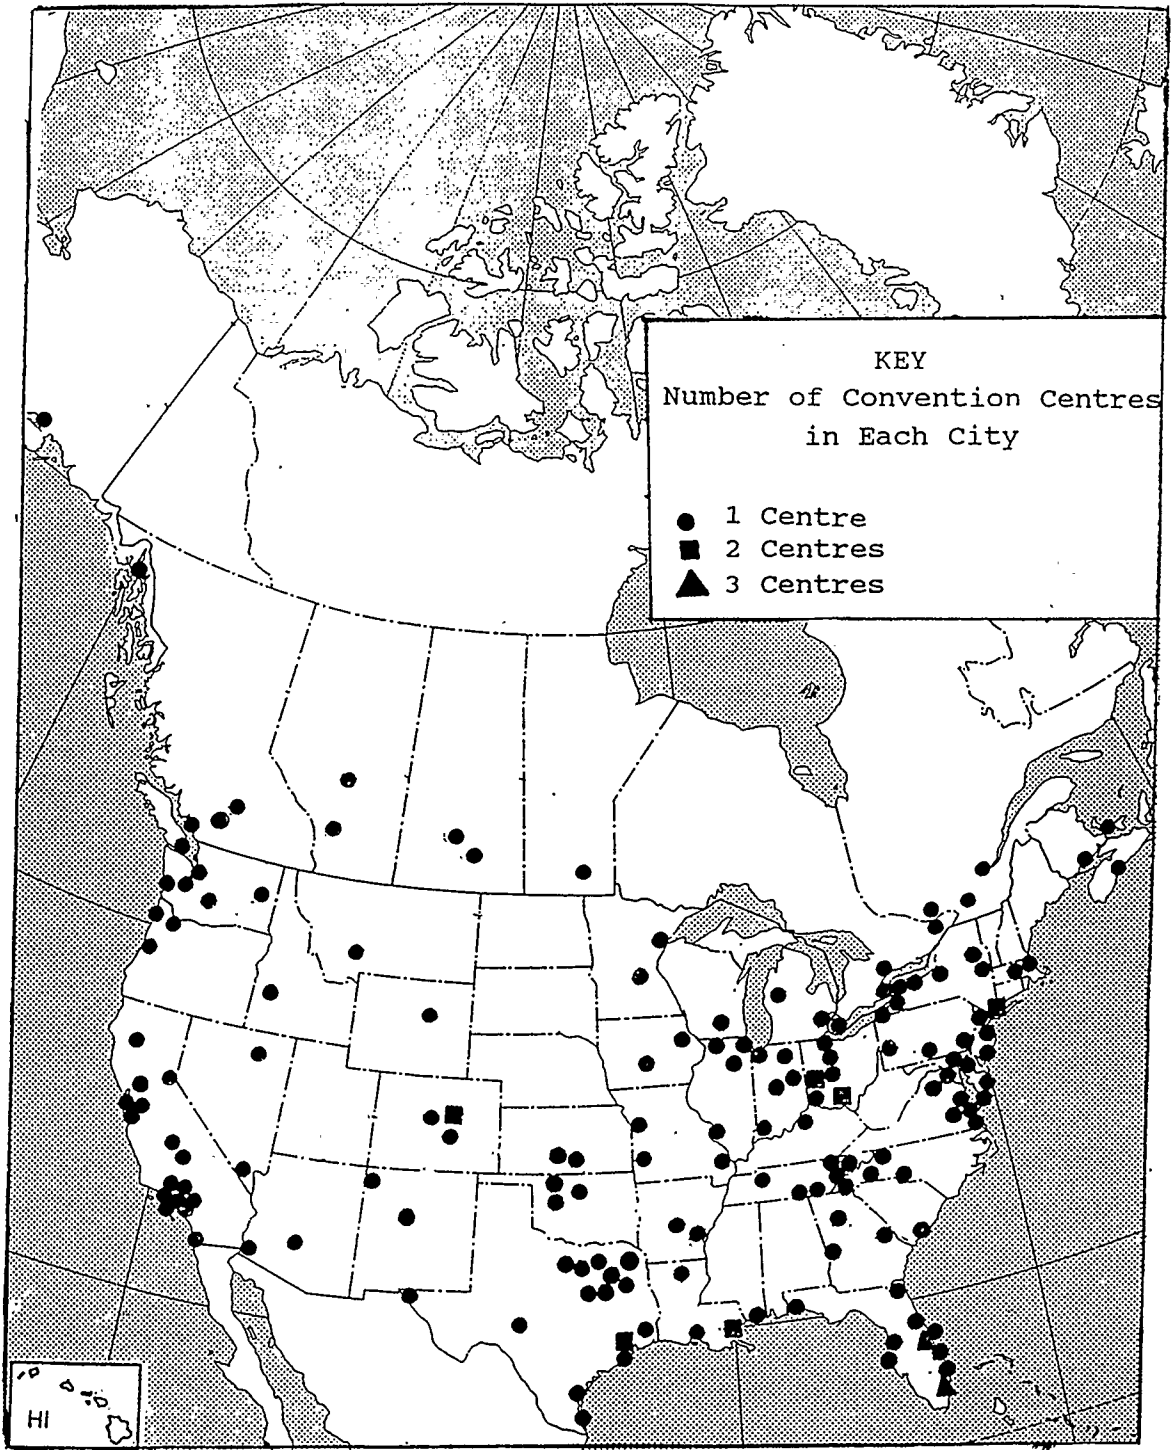 KEY
Number of Convention Centres
in Each City
1 Centre
2 Centres
3 Centres
HI